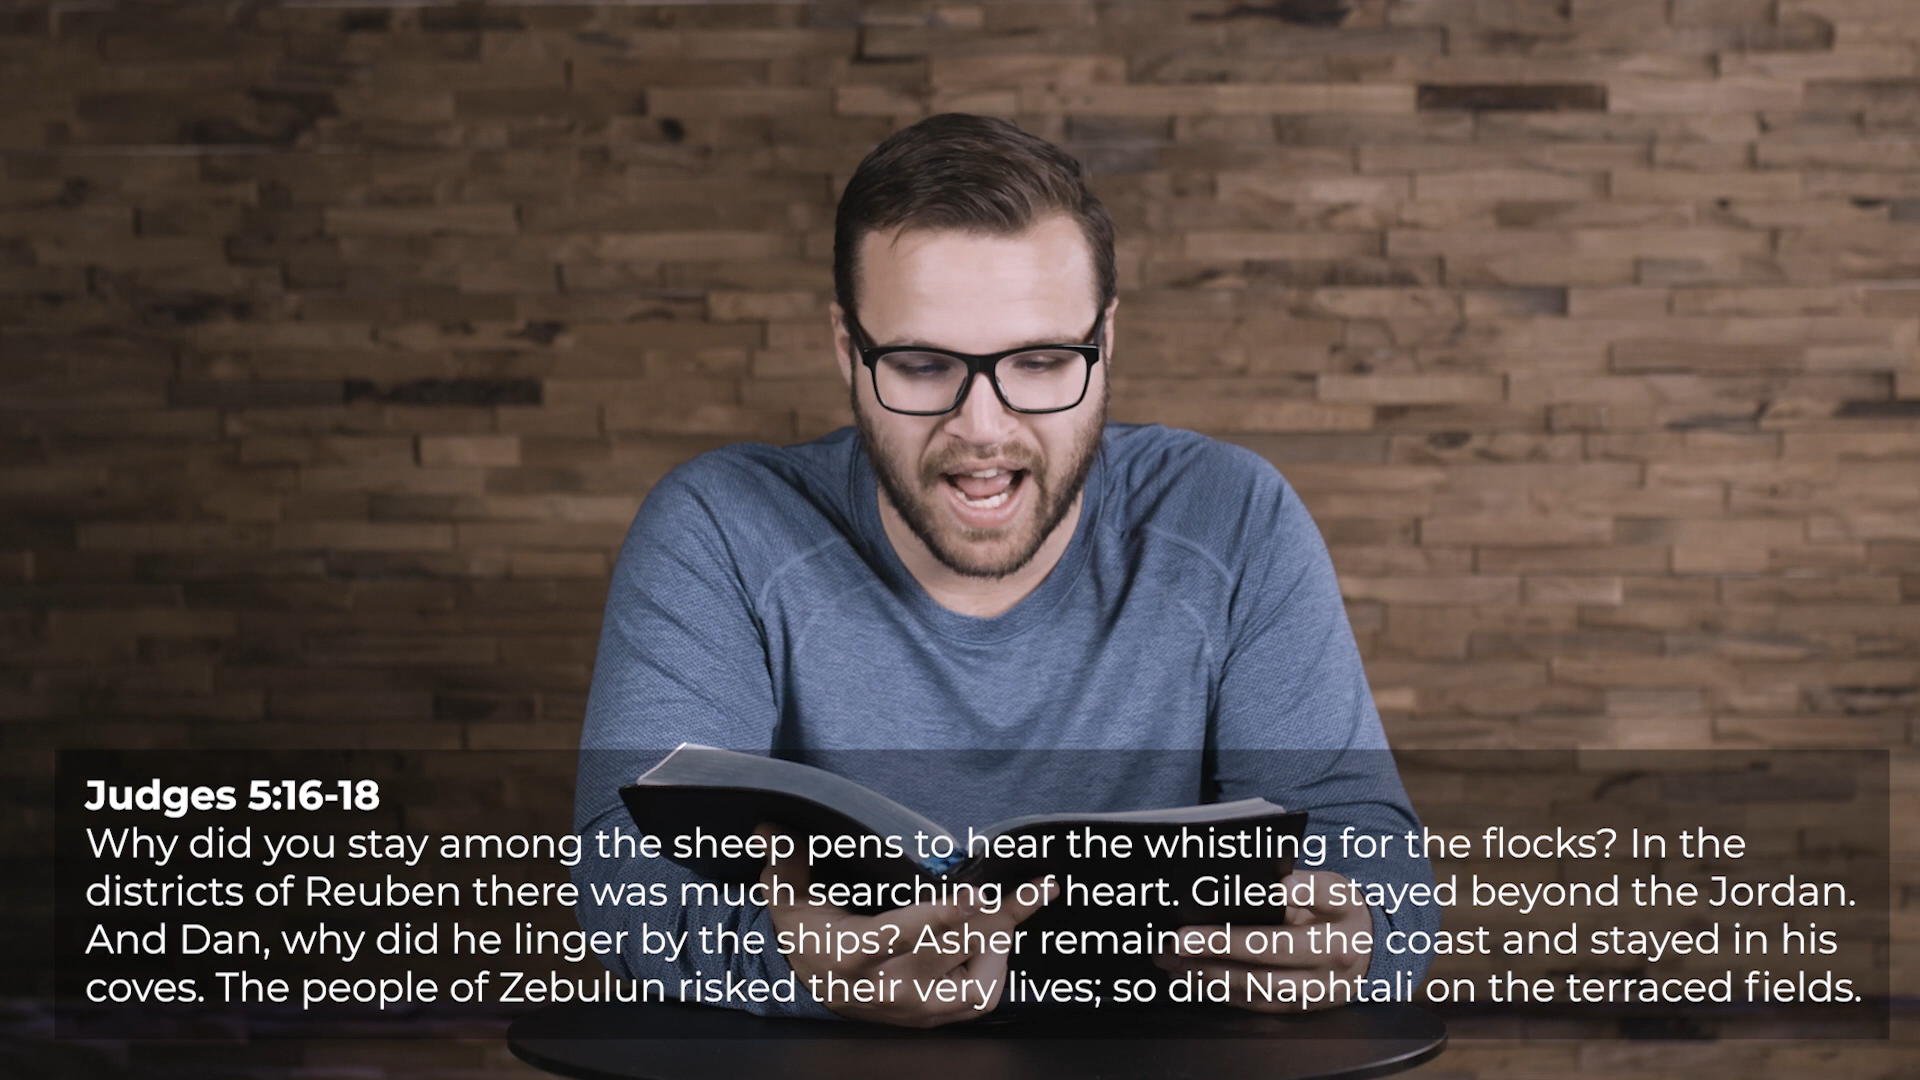 Judges 5:16-18
Why did you stay among the sheep pens to hear the whistling for the flocks? In the
districts of Reuben there was much searching of heart. Gilead stayed beyond the Jordan.
And Dan, why did he linger by the ships? Asher remained on the coast and stayed in his
coves. The people of Zebulun risked their very lives; so did Naphtali on the terraced fields.